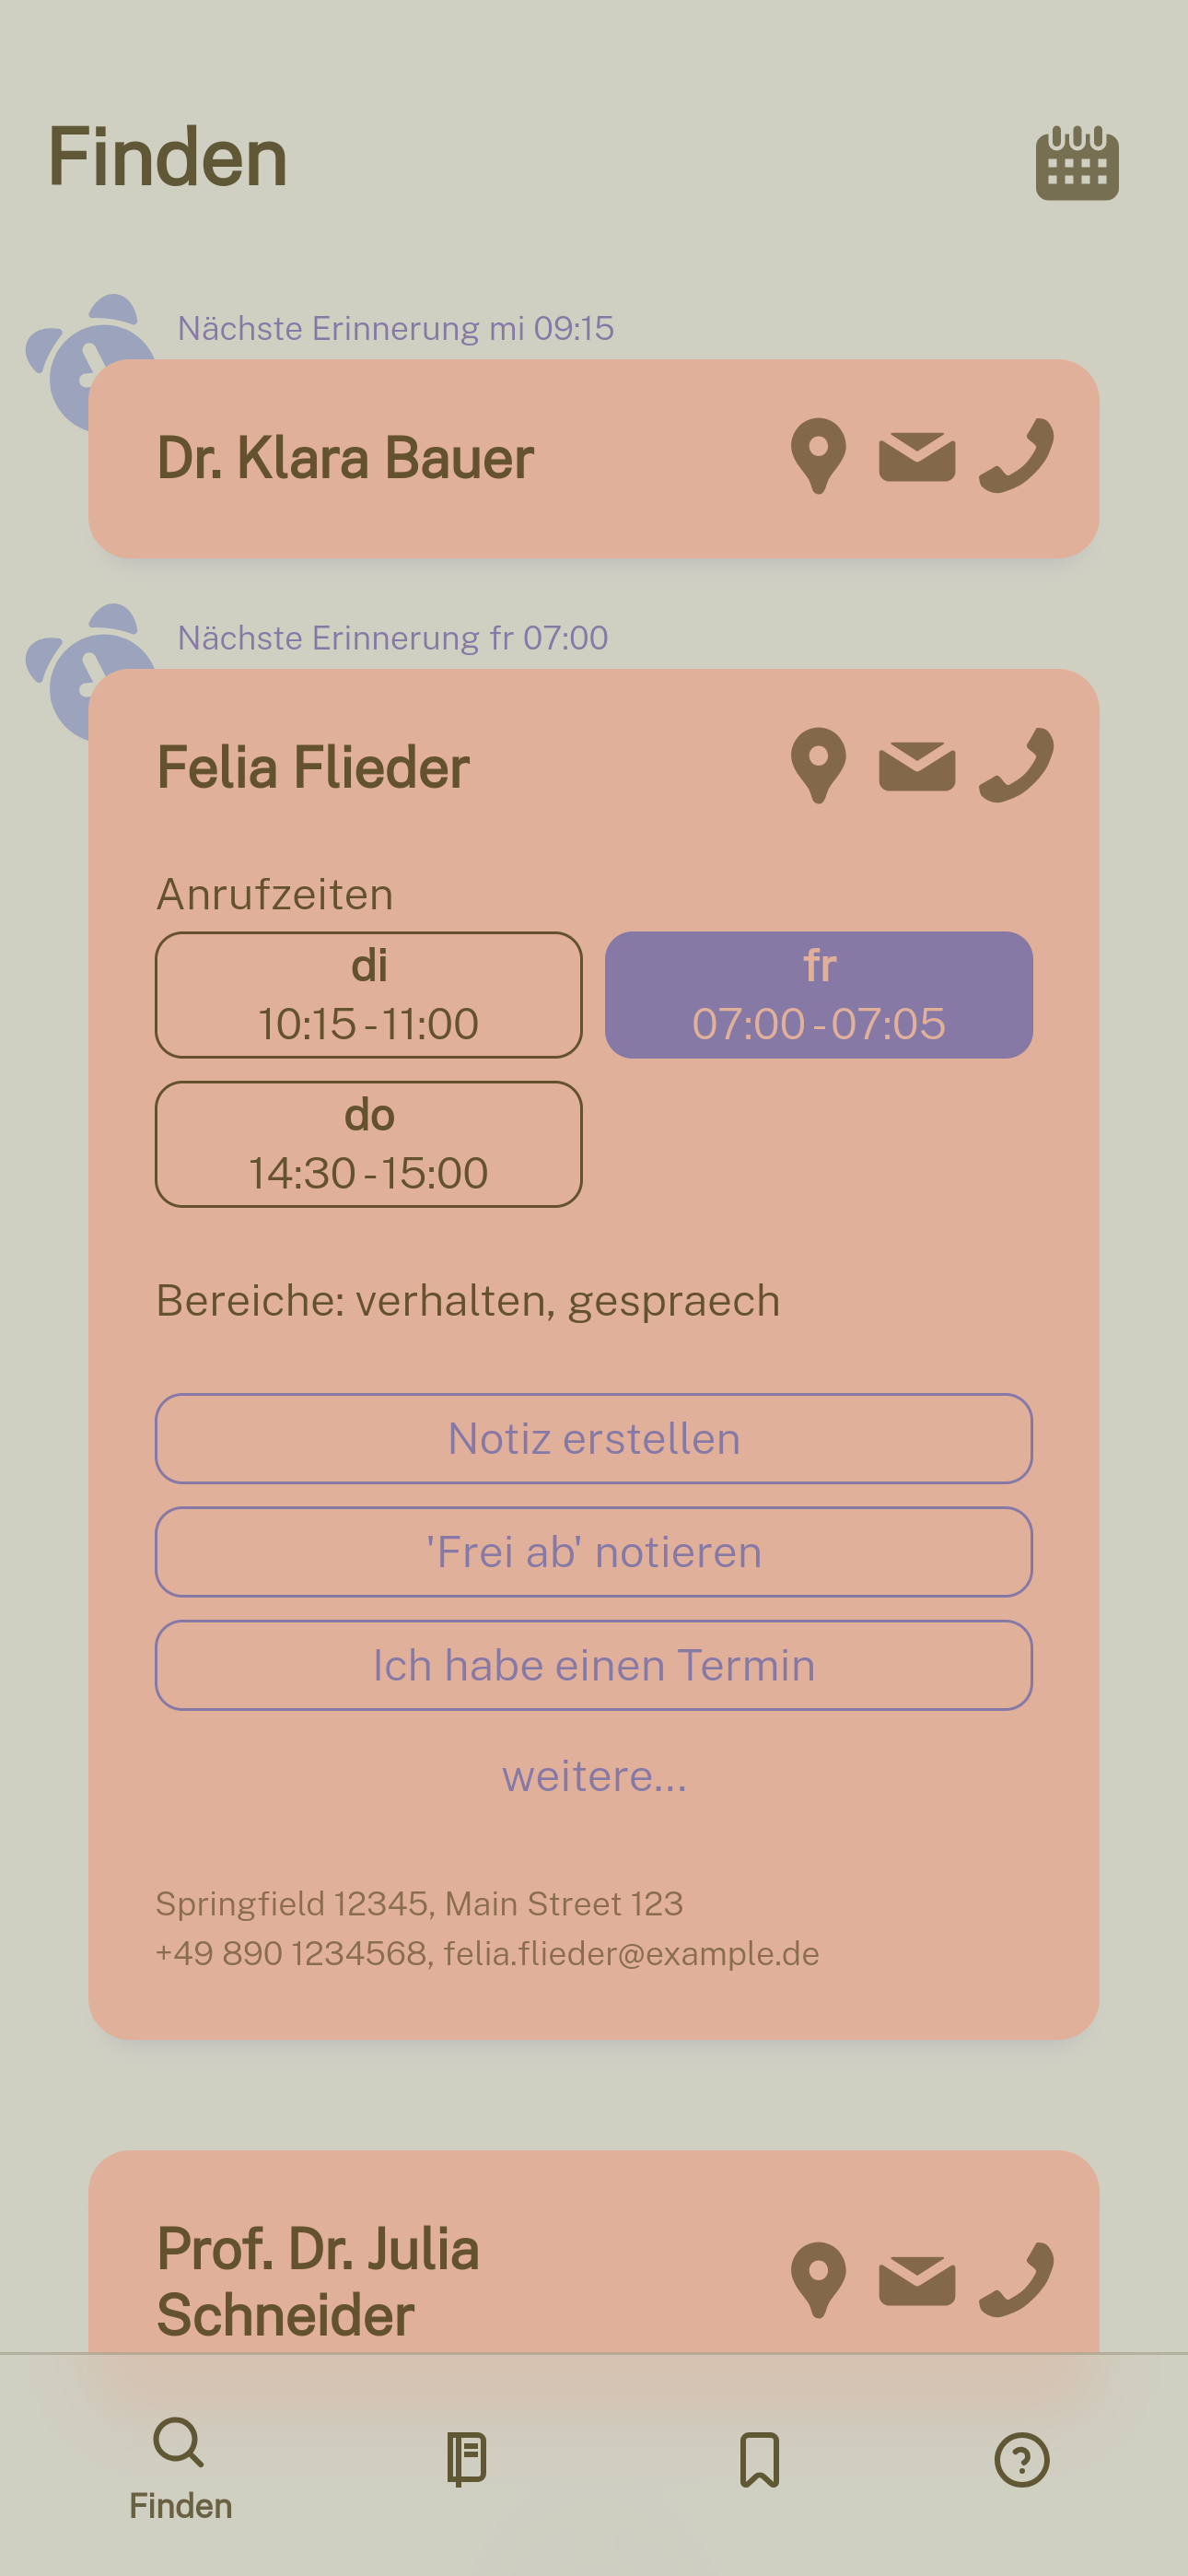 Finden
Nächste Erinnerung mi 09:15
Dr. Klara Bauer
Nächste Erinnerung fr 07:00
Felia Flieder
Anrufzeiten
di
10:15 - 11:00
fr
07:00 - 07:05
do
14:30 - 15:00
Bereiche: verhalten, gespraech
Notiz erstellen
'Frei ab' notieren
Ich habe einen Termin
weitere...
Springfield 12345, Main Street 123
+49 890 1234568, felia.flieder@example.de
Prof. Dr. Julia
Schneider
Finden